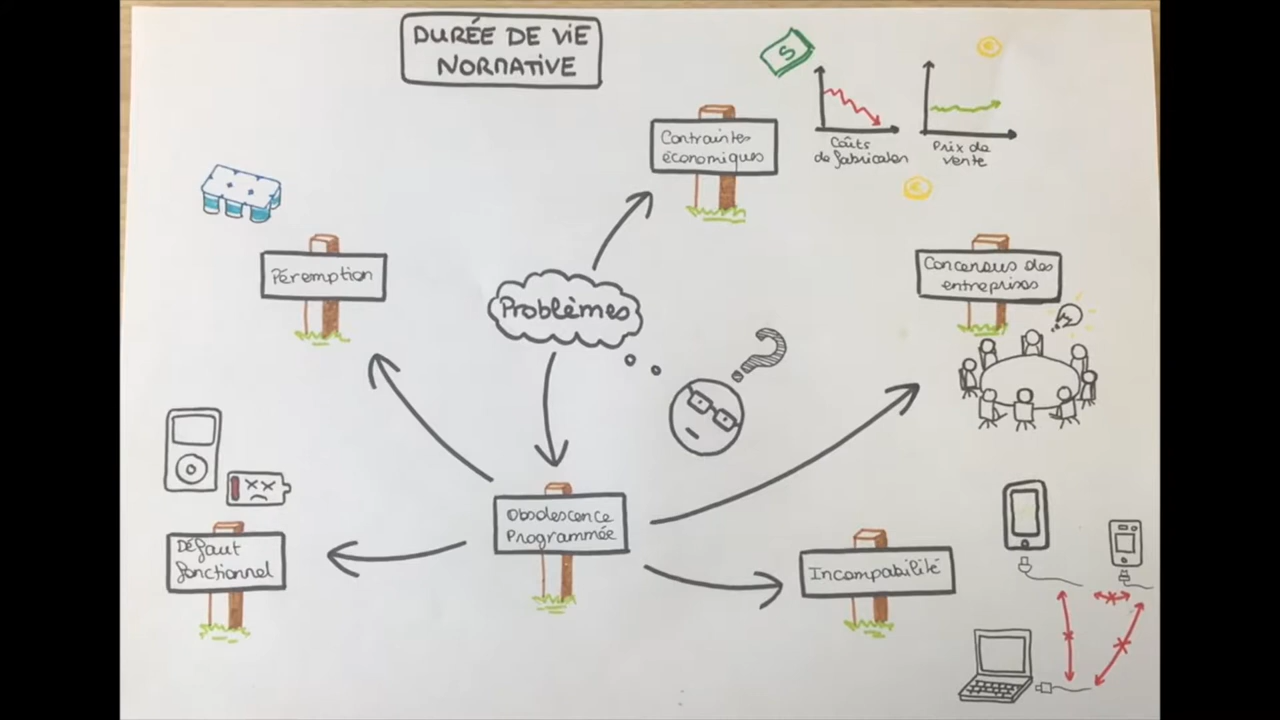 DURÉE DE VIE
NORMATIVE
S
Contraintes
économiques
Coûts
de fabrication
Prix de
vente
€
€
Péremption
Problèmes
?
Concensus des
entreprises
Obsolescence
Programmée
Défaut
fonctionnel
Incompabilité